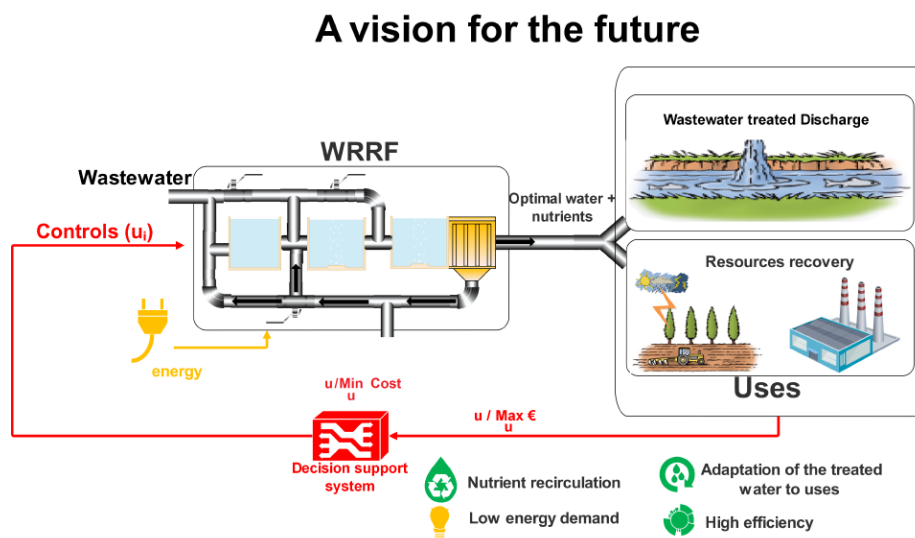 A vision for the future
WRRF
Wastewater
Controls (uᵢ)
energy
Optimal water +
nutrients
Wastewater treated Discharge
Resources recovery
Uses
u/Min Cost
u
u / Max €
u
Decision support
system
Nutrient recirculation
Low energy demand
Adaptation of the treated
water to uses
High efficiency